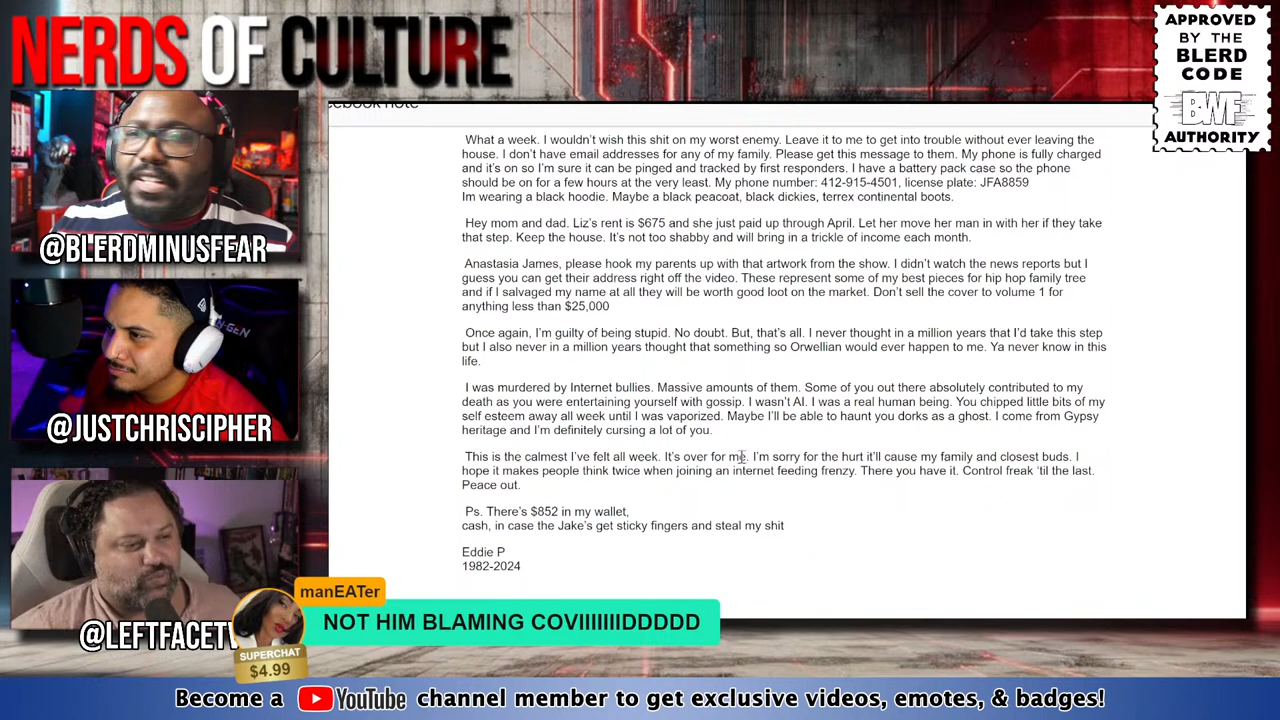 NERDS OF CULTURE
APPROVED
BY THE
BLERD
CODE
BWF
AUTHORITY
ebook note
What a week. I wouldn't wish this shit on my worst enemy. Leave it to me to get into trouble without ever leaving the
house. I don't have email addresses for any of my family. Please get this message to them. My phone is fully charged
and it's on so I'm sure it can be pinged and tracked by first responders. I have a battery pack case so the phone
should be on for a few hours at the very least. My phone number: 412-915-4501, license plate: JFA8859
Im wearing a black hoodie. Maybe a black peacoat, black dickies, terrex continental boots.
Hey mom and dad. Liz's rent is $675 and she just paid up through April. Let her move her man in with her if they take
that step. Keep the house. It's not too shabby and will bring in a trickle of income each month.
Anastasia James, please hook my parents up with that artwork from the show. I didn't watch the news reports but I
guess you can get their address right off the video. These represent some of my best pieces for hip hop family tree
and if I salvaged my name at all they will be worth good loot on the market. Don't sell the cover to volume 1 for
anything less than $25,000
Once again, I'm guilty of being stupid. No doubt. But, that's all. I never thought in a million years that I'd take this step
but I also never in a million years thought that something so Orwellian would ever happen to me. Ya never know in this
life.
I was murdered by Internet bullies. Massive amounts of them. Some of you out there absolutely contributed to my
death as you were entertaining yourself with gossip. I wasn't AI. I was a real human being. You chipped little bits of my
self esteem away all week until I was vaporized. Maybe I'll be able to haunt you dorks as a ghost. I come from Gypsy
heritage and I'm definitely cursing a lot of you.
This is the calmest I've felt all week. It's over for me. I'm sorry for the hurt it'll cause my family and closest buds. I
hope it makes people think twice when joining an internet feeding frenzy. There you have it. Control freak 'til the last.
Peace out.
Ps. There's $852 in my wallet,
cash, in case the Jake's get sticky fingers and steal my shit
Eddie P
1982-2024
@BLERDMINUSFEAR
N-GEN
@JUSTCHRISCIPHER
@LEFTFACETV
manEATer
NOT HIM BLAMING COVIIIIIIIDDDDD
SUPERCHAT
$4.99
Become a YouTube channel member to get exclusive videos, emotes, & badges!